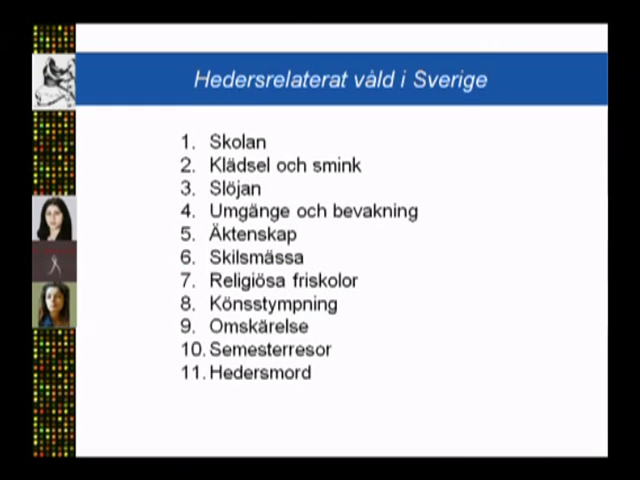 Hedersrelaterat våld i Sverige
1. Skolan
2. Klädsel och smink
3. Slöjan
4. Umgänge och bevakning
5. Äktenskap
6. Skilsmässa
7. Religiösa friskolor
8. Könsstympning
9. Omskärelse
10. Semesterresor
11. Hedersmord